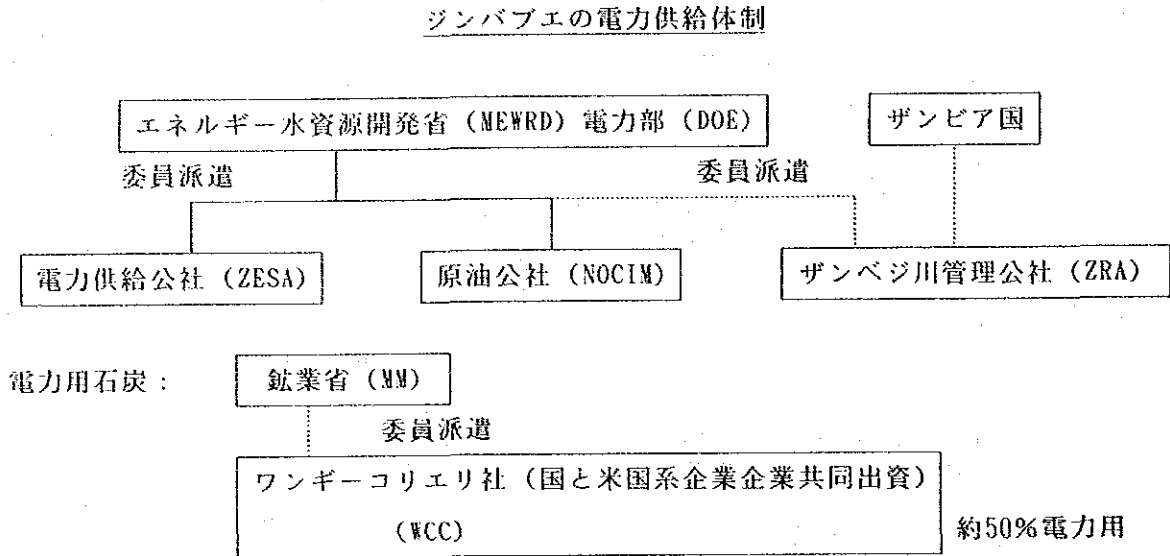 ジンバブエの電力供給体制
エネルギー水資源開発省 (MEWRD) 電力部 (DOE)
ザンビア国
委員派遣
委員派遣
電力供給公社 (ZESA)
原油公社 (NOCIM)
ザンベジ川管理公社 (ZRA)
電力用石炭：
鉱業省 (MM)
委員派遣
ワンギーコリエリ社 (国と米国系企業企業共同出資)
(WCC)
約50%電力用